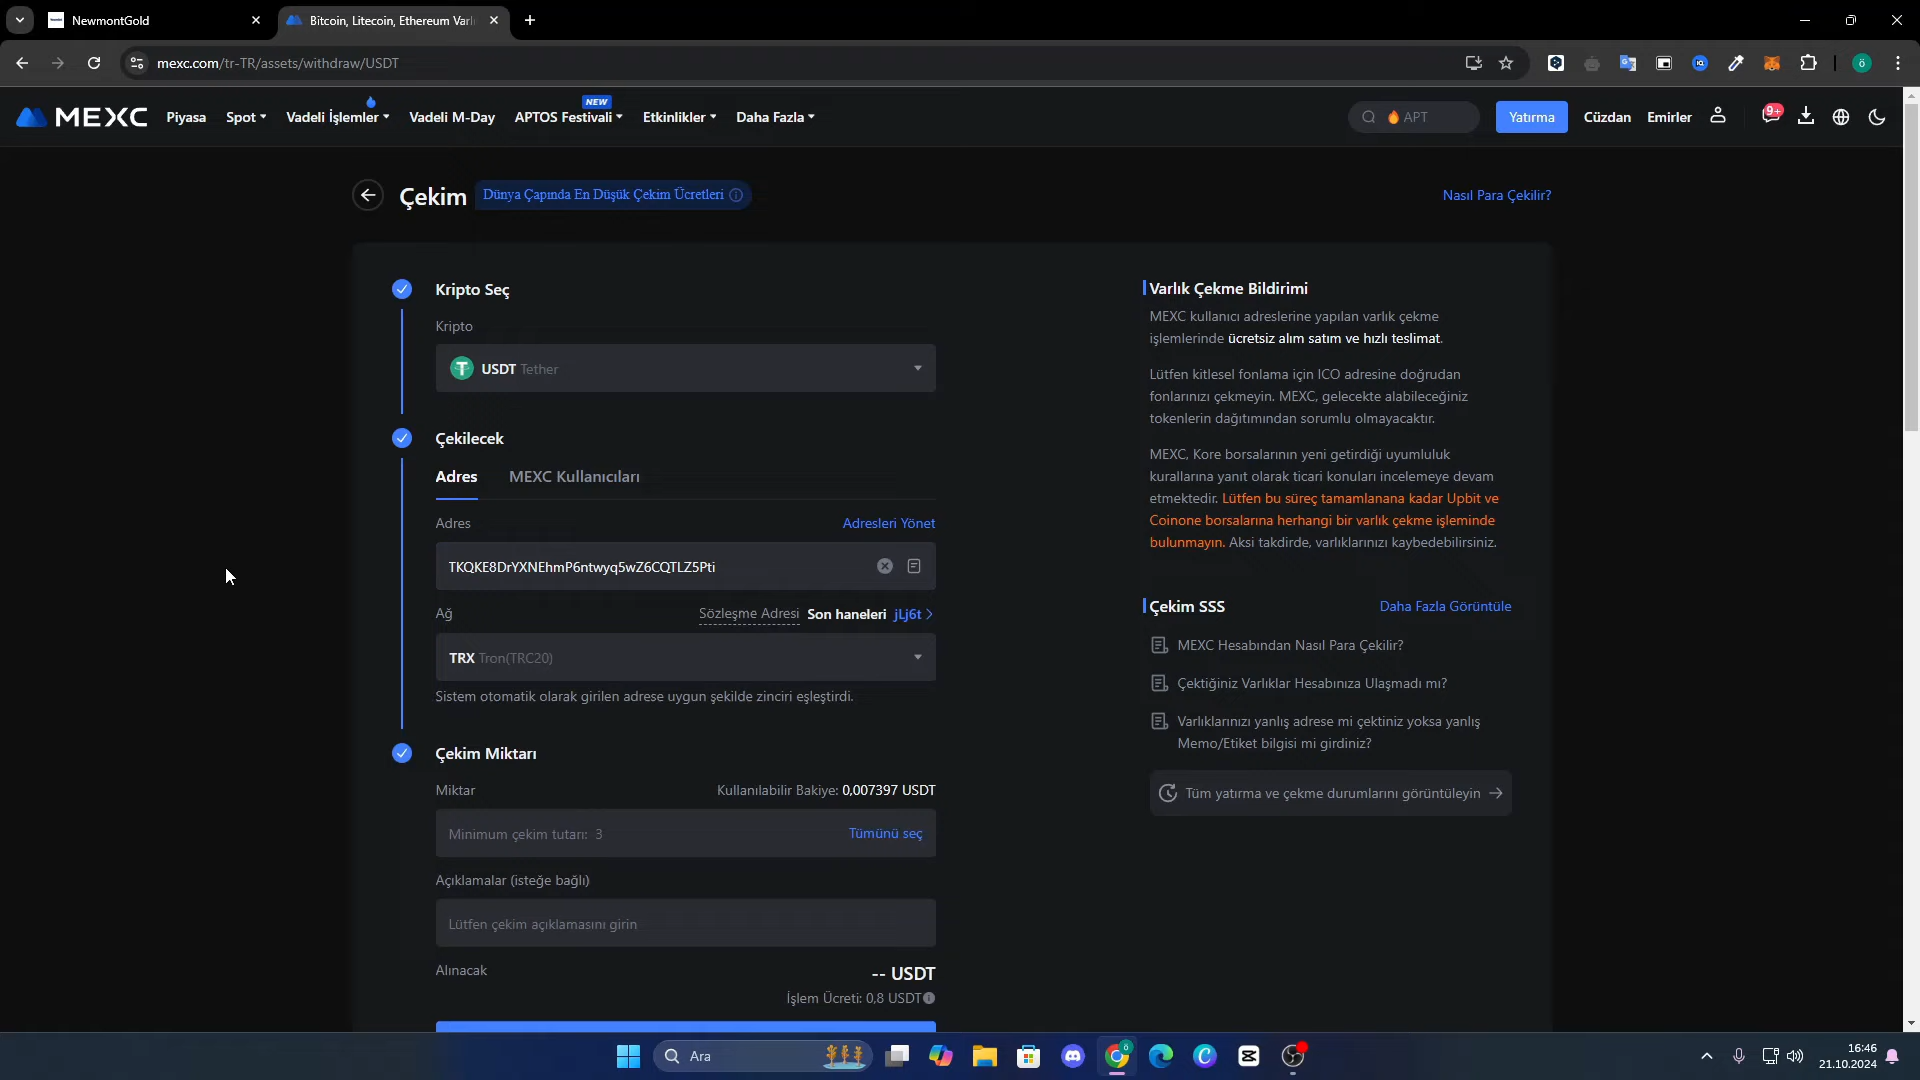 NewmontGold
Bitcoin, Litecoin, Ethereum Varl
mexc.com/tr-TR/assets/withdraw/USDT
ö
MEXC
Piyasa
Spot
Vadeli İşlemler
Vadeli M-Day
APTOS Festivali
NEW
Etkinlikler
Daha Fazla
APT
Yatırma
Cüzdan
Emirler
9+
Çekim
Dünya Çapında En Düşük Çekim Ücretleri
Nasıl Para Çekilir?
Kripto Seç
Kripto
USDT Tether
Çekilecek
Adres
MEXC Kullanıcıları
Adres
Adresleri Yönet
TKQKE8DrYXNEhmP6ntwyq5wZ6CQTLZ5Pti
Ağ
Sözleşme Adresi Son haneleri jLj6t
TRX Tron(TRC20)
Sistem otomatik olarak girilen adrese uygun şekilde zinciri eşleştirdi.
Çekim Miktarı
Miktar
Kullanılabilir Bakiye: 0,007397 USDT
Minimum çekim tutarı: 3
Tümünü seç
Açıklamalar (isteğe bağlı)
Lütfen çekim açıklamasını girin
Alınacak
-- USDT
İşlem Ücreti: 0,8 USDT
Varlık Çekme Bildirimi
MEXC kullanıcı adreslerine yapılan varlık çekme
işlemlerinde ücretsiz alım satım ve hızlı teslimat.
Lütfen kitlesel fonlama için ICO adresine doğrudan
fonlarınızı çekmeyin. MEXC, gelecekte alabileceğiniz
tokenlerin dağıtımından sorumlu olmayacaktır.
MEXC, Kore borsalarının yeni getirdiği uyumluluk
kurallarına yanıt olarak ticari konuları incelemeye devam
etmektedir. Lütfen bu süreç tamamlanana kadar Upbit ve
Coinone borsalarına herhangi bir varlık çekme işleminde
bulunmayın. Aksi takdirde, varlıklarınızı kaybedebilirsiniz.
Çekim SSS
Daha Fazla Görüntüle
MEXC Hesabından Nasıl Para Çekilir?
Çektiğiniz Varlıklar Hesabınıza Ulaşmadı mı?
Varlıklarınızı yanlış adrese mi çektiniz yoksa yanlış
Memo/Etiket bilgisi mi girdiniz?
Tüm yatırma ve çekme durumlarını görüntüleyin
Ara
16:46
21.10.2024